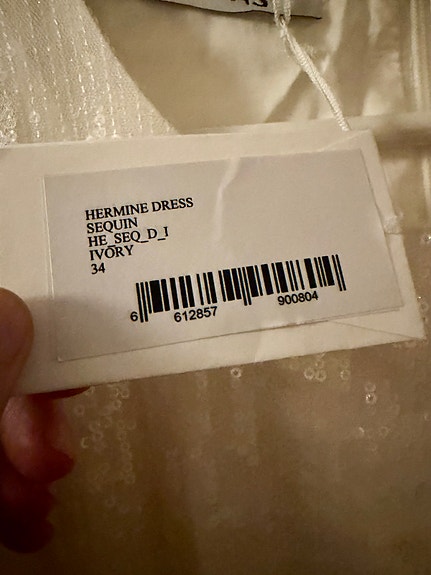 HERMINE DRESS
SEQUIN
HE_SEQ_D_I
IVORY
34
6 612857 900804